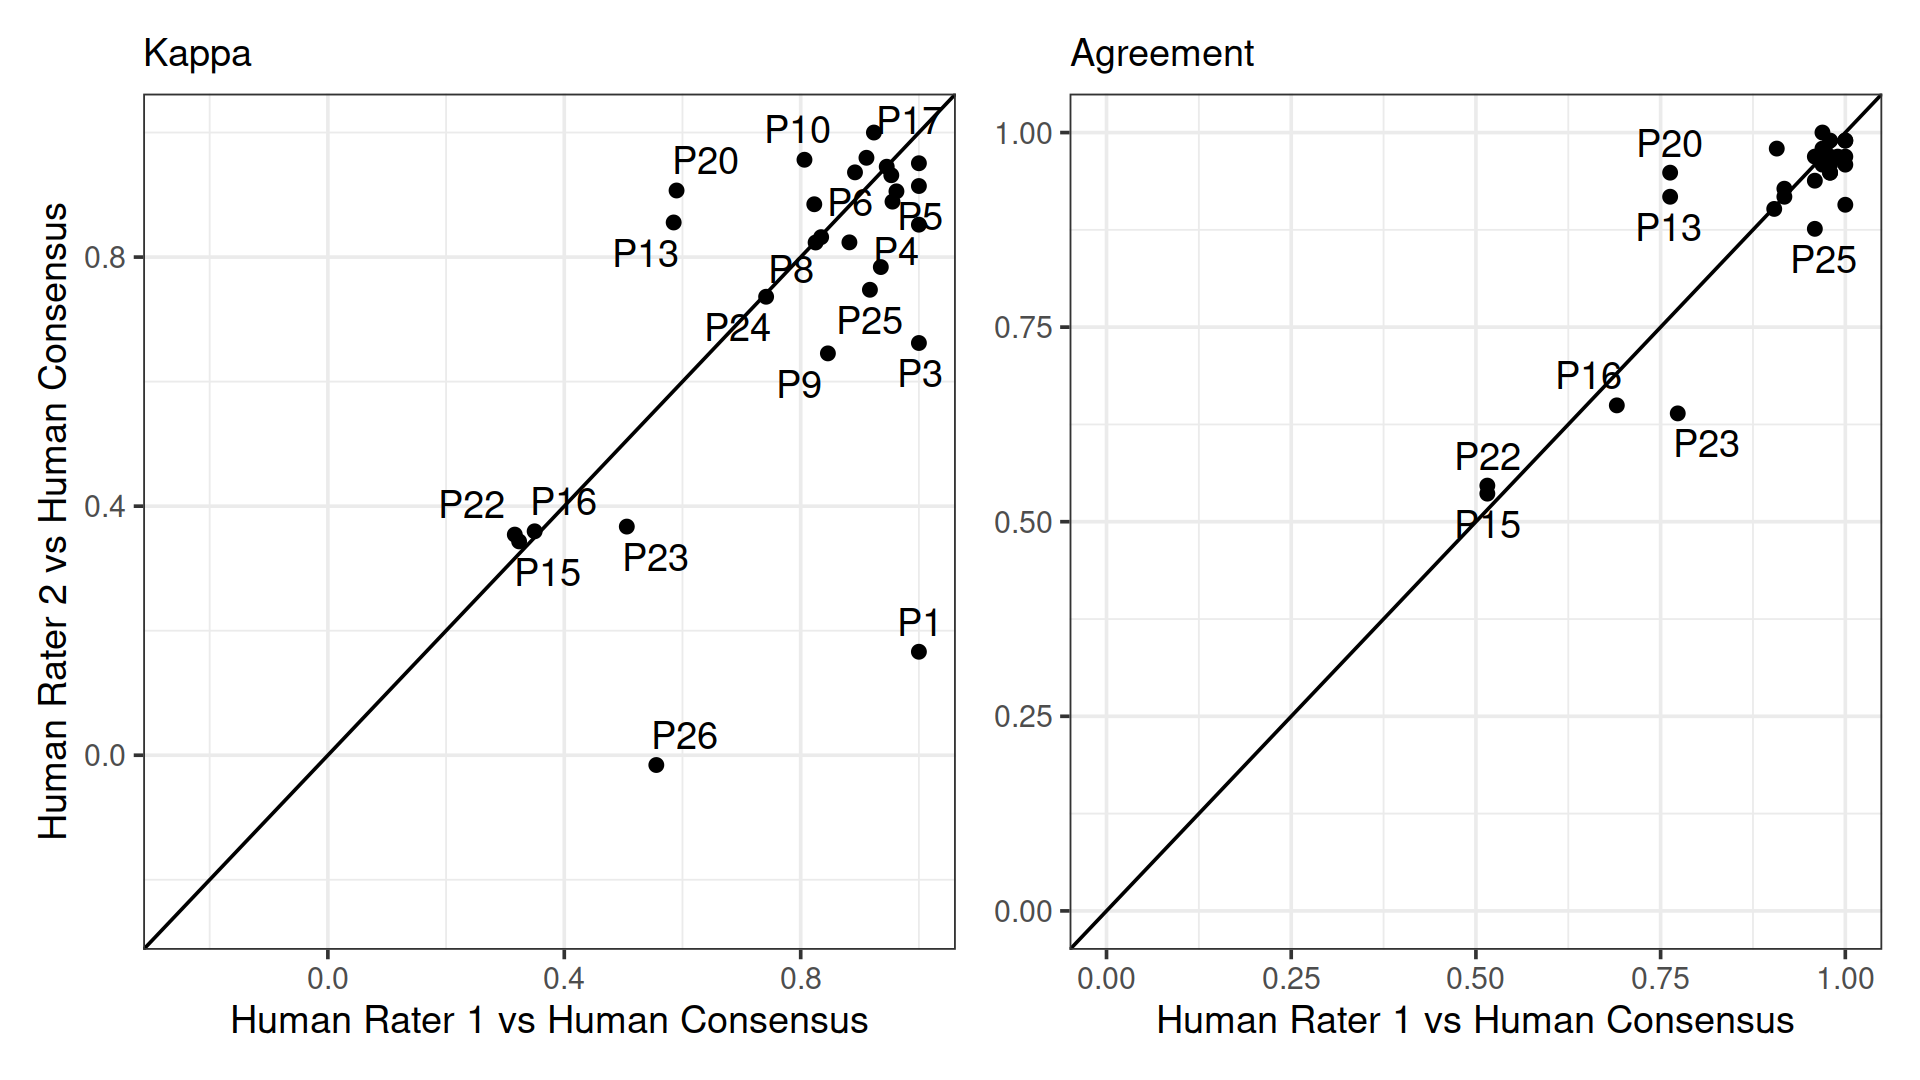 Kappa
Agreement
Human Rater 2 vs Human Consensus
0.8
0.4
0.0
P17
P10
P20
P6
P5
P13
P4
P8
P25
P24
P3
P9
P22
P16
P23
P15
P1
P26
0.0
0.4
0.8
Human Rater 1 vs Human Consensus
1.00
0.75
0.50
0.25
0.00
P20
P13
P25
P16
P23
P22
P15
0.00
0.25
0.50
0.75
1.00
Human Rater 1 vs Human Consensus